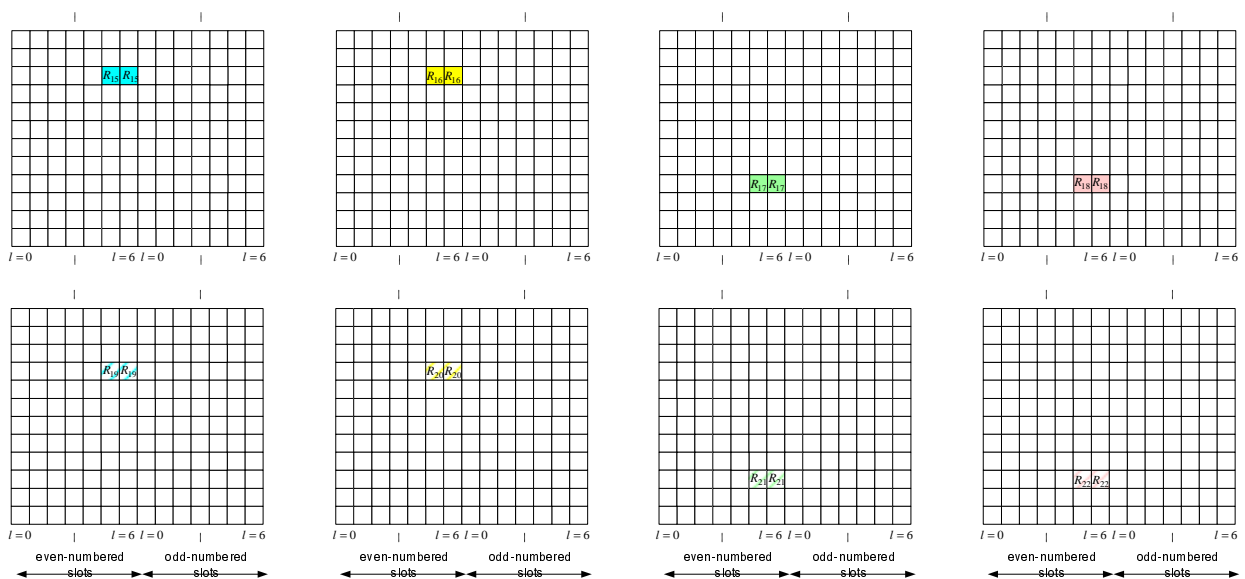 R15 R15 R16 R16
R17 R17 R18 R18
l = 0 l = 6 l = 0 l = 6 l = 0 l = 6 l = 0 l = 6 l = 0 l = 6 l = 0 l = 6 l = 0 l = 6 l = 0 l = 6
R19 R19 R20 R20
R21 R21 R22 R22
l = 0 l = 6 l = 0 l = 6 l = 0 l = 6 l = 0 l = 6 l = 0 l = 6 l = 0 l = 6 l = 0 l = 6 l = 0 l = 6
even-numbered odd-numbered even-numbered odd-numbered even-numbered odd-numbered even-numbered odd-numbered
slots slots slots slots slots slots slots slots